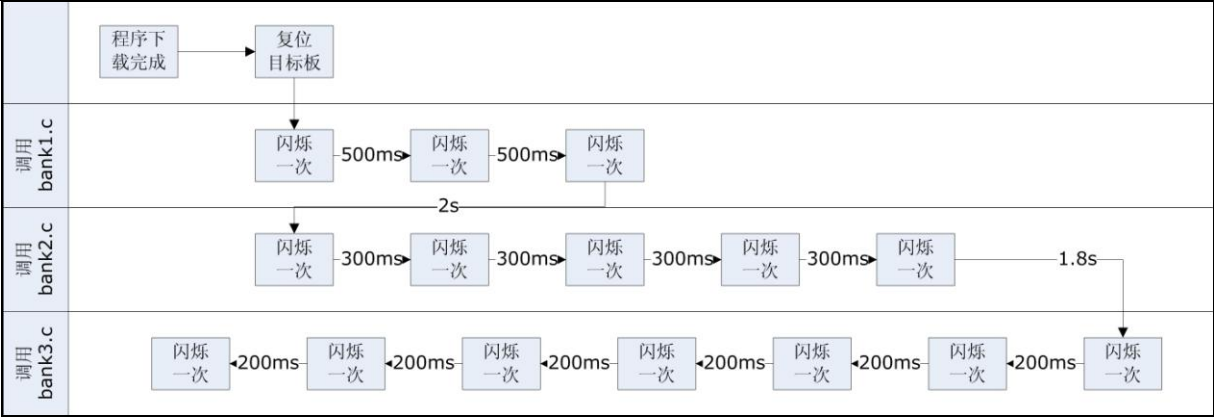 程序下
载完成
复位
目标板
调用
bank1.c
闪烁
一次
500ms
闪烁
一次
500ms
闪烁
一次
2s
调用
bank2.c
闪烁
一次
300ms
闪烁
一次
300ms
闪烁
一次
300ms
闪烁
一次
300ms
闪烁
一次
1.8s
调用
bank3.c
闪烁
一次
200ms
闪烁
一次
200ms
闪烁
一次
200ms
闪烁
一次
200ms
闪烁
一次
200ms
闪烁
一次
200ms
闪烁
一次